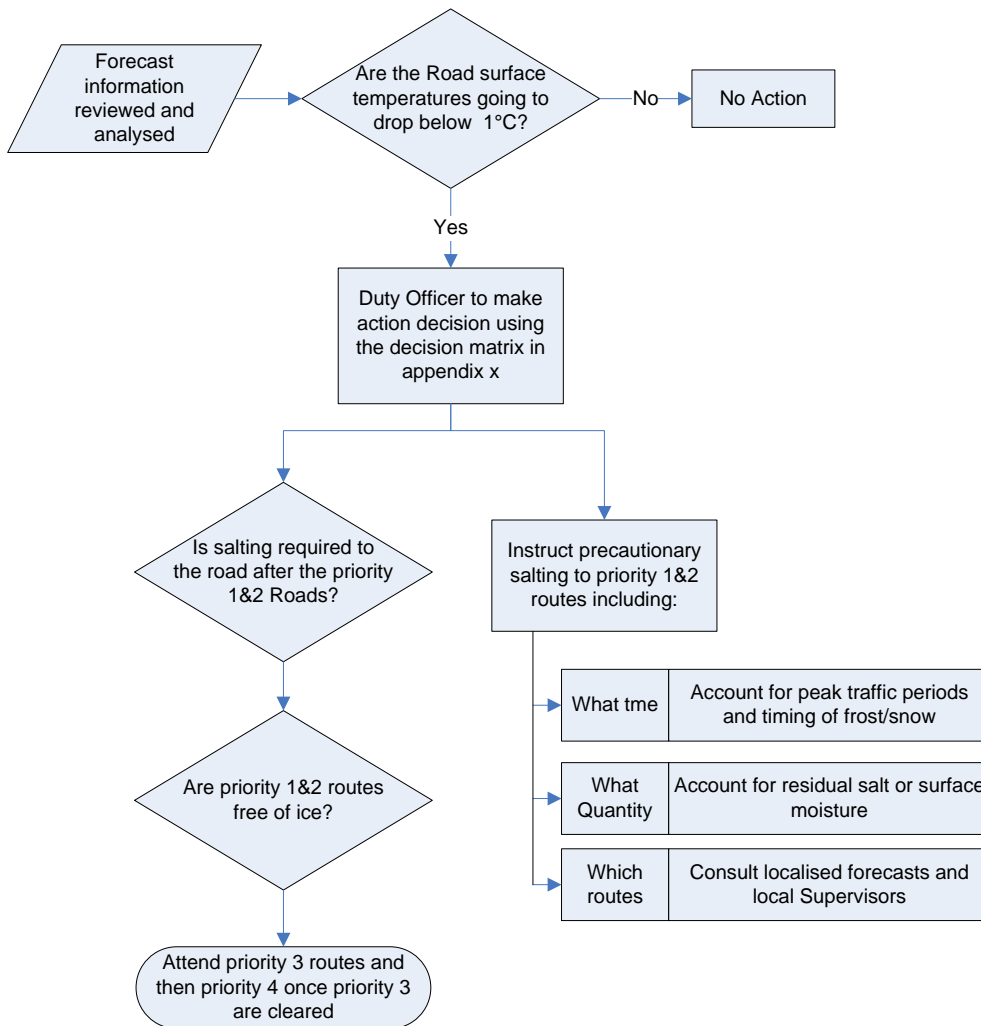 Forecast
information
reviewed and
analysed
Are the Road surface
temperatures going to
drop below 1°C?
No
No Action
Yes
Duty Officer to make
action decision using
the decision matrix in
appendix x
Is salting required to
the road after the priority
1&2 Roads?
Instruct precautionary
salting to priority 1&2
routes including:
What tme
Account for peak traffic periods
and timing of frost/snow
Are priority 1&2 routes
free of ice?
What
Quantity
Account for residual salt or surface
moisture
Which
routes
Consult localised forecasts and
local Supervisors
Attend priority 3 routes and
then priority 4 once priority 3
are cleared